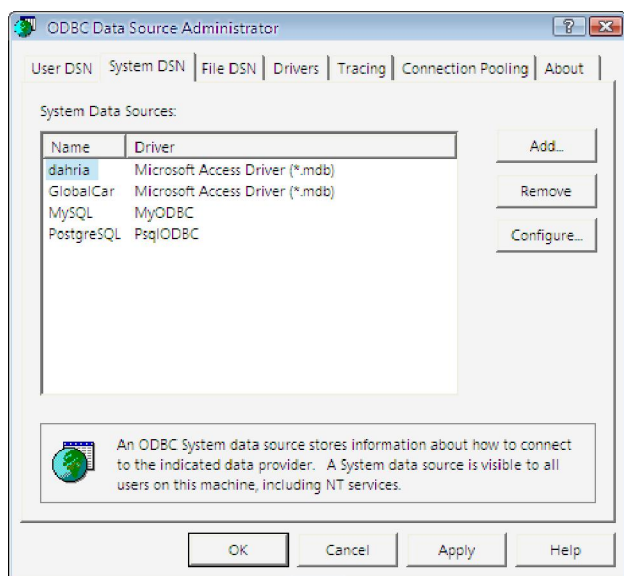 ODBC Data Source Administrator
User DSN System DSN File DSN Drivers Tracing Connection Pooling About
System Data Sources:
Name Driver
dahria Microsoft Access Driver (*.mdb)
GlobalCar Microsoft Access Driver (*.mdb)
MySQL MyODBC
PostgreSQL PsqlODBC
Add...
Remove
Configure...
An ODBC System data source stores information about how to connect
to the indicated data provider. A System data source is visible to all
users on this machine, including NT services.
OK Cancel Apply Help